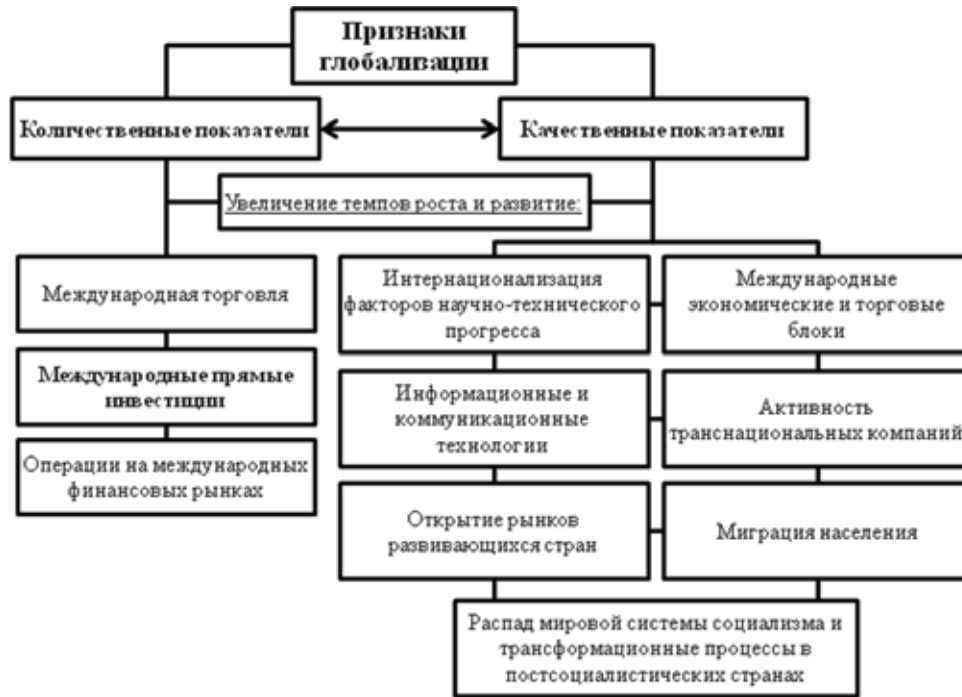 Признаки
глобализации
Количественные показатели
Качественные показатели
Увеличение темпов роста и развитие:
Международная торговля
Международные прямые
инвестиции
Операции на международных
финансовых рынках
Интернационализация
факторов научно-технического
прогресса
Международные
экономические и торговые
блоки
Информационные и
коммуникационные
технологии
Активность
транснациональных компаний
Открытие рынков
развивающихся стран
Миграция населения
Распад мировой системы социализма и
трансформационные процессы в
постсоциалистических странах